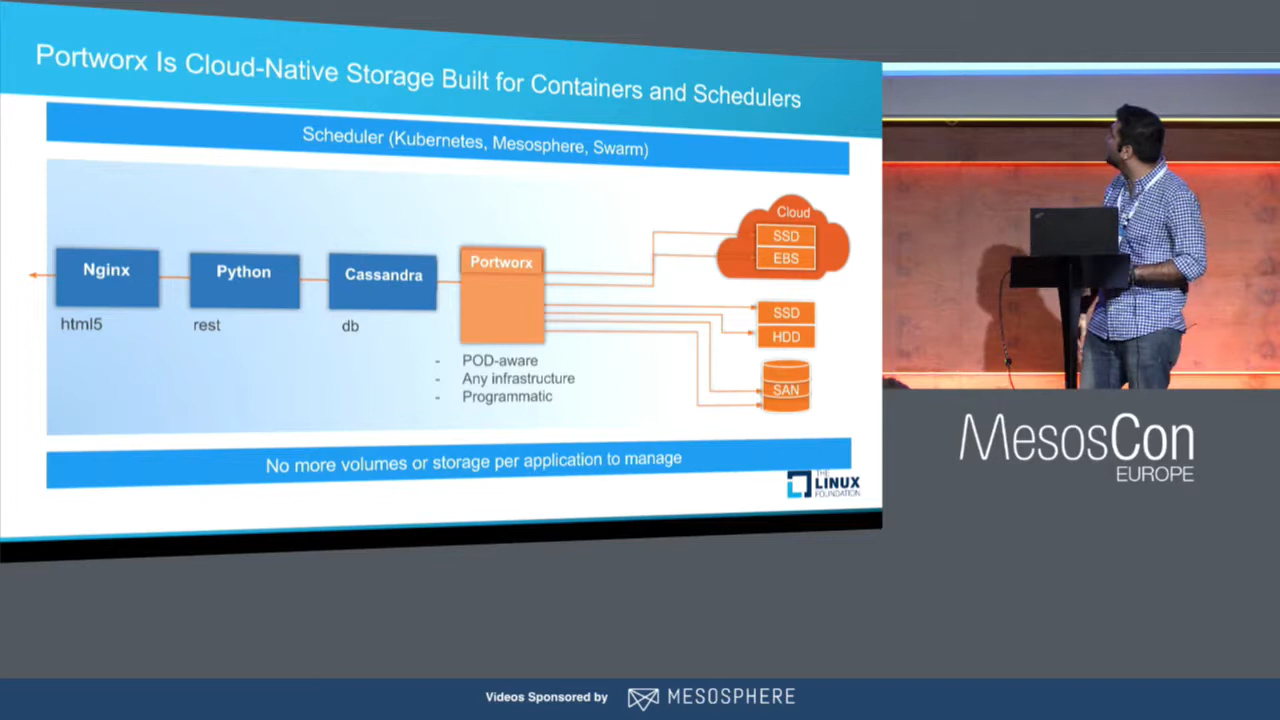 Portworx Is Cloud-Native Storage Built for Containers and Schedulers
Scheduler (Kubernetes, Mesosphere, Swarm)
Nginx
html5
Python
rest
Cassandra
db
Portworx
- POD-aware
- Any infrastructure
- Programmatic
Cloud
SSD
EBS
SSD
HDD
SAN
No more volumes or storage per application to manage
THE
LINUX
FOUNDATION
MesosCon
EUROPE
Videos Sponsored by MESOSPHERE